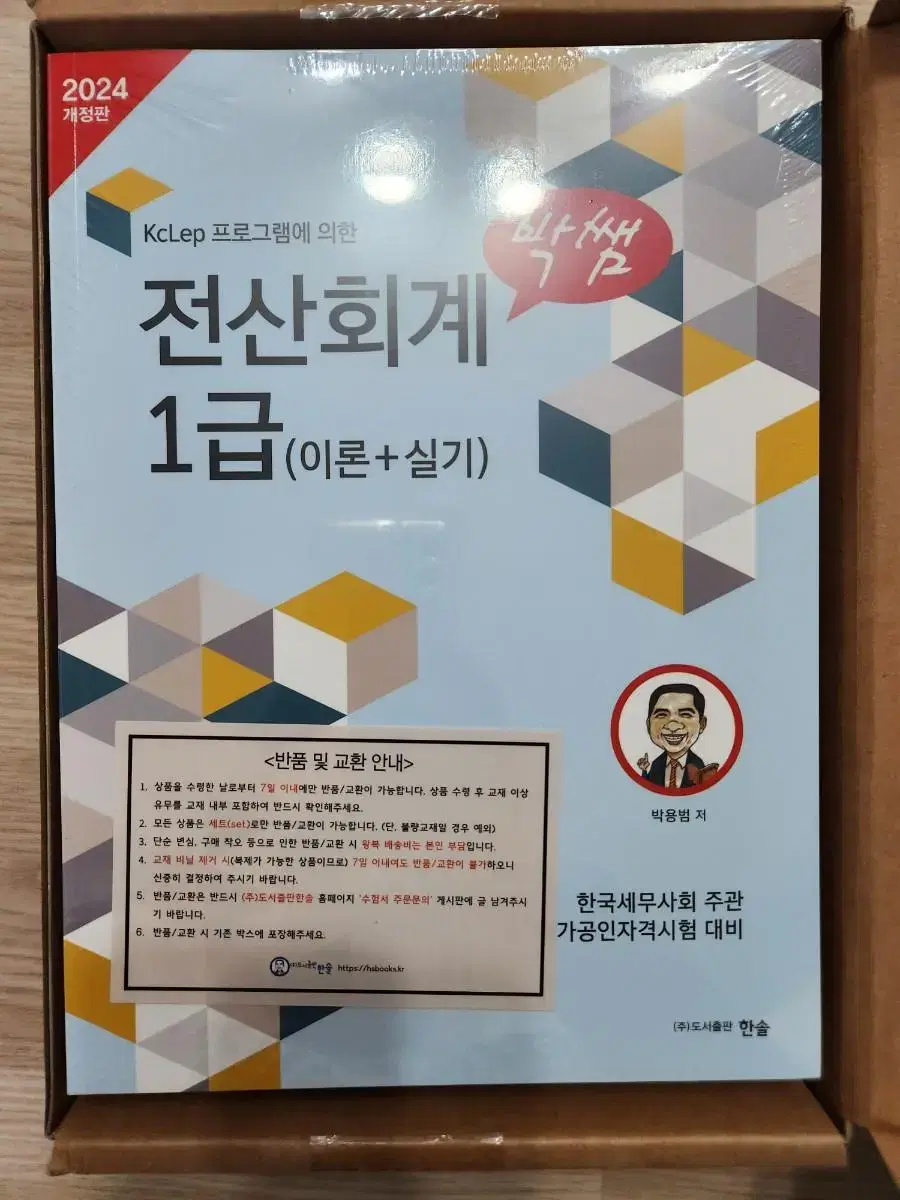 2024
개정판
KcLep 프로그램에 의한
박쌤
전산회계
1급(이론+실기)
<반품 및 교환 안내>
1. 상품을 수령한 날로부터 7일 이내에만 반품/교환이 가능합니다. 상품 수령 후 교재 이상
유무를 교재 내부 포함하여 반드시 확인해주세요.
2. 모든 상품은 세트(set)로만 반품/교환이 가능합니다. (단, 불량교재일 경우 예외)
3. 단순 변심, 구매 착오 등으로 인한 반품/교환 시 왕복 배송비는 본인 부담입니다.
4. 교재 비닐 제거 시(복제가 가능한 상품이므로) 7일 이내여도 반품/교환이 불가하오니
신중히 결정하여 주시기 바랍니다.
5. 반품/교환은 반드시 (주)도서출판한솔 홈페이지 '수험서 주문문의' 게시판에 글 남겨주시
기 바랍니다.
6. 반품/교환 시 기존 박스에 포장해주세요.
(주)도서출판 한솔 https://hsbooks.kr
박용범 저
한국세무사회 주관
가공인자격시험 대비
(주)도서출판 한솔